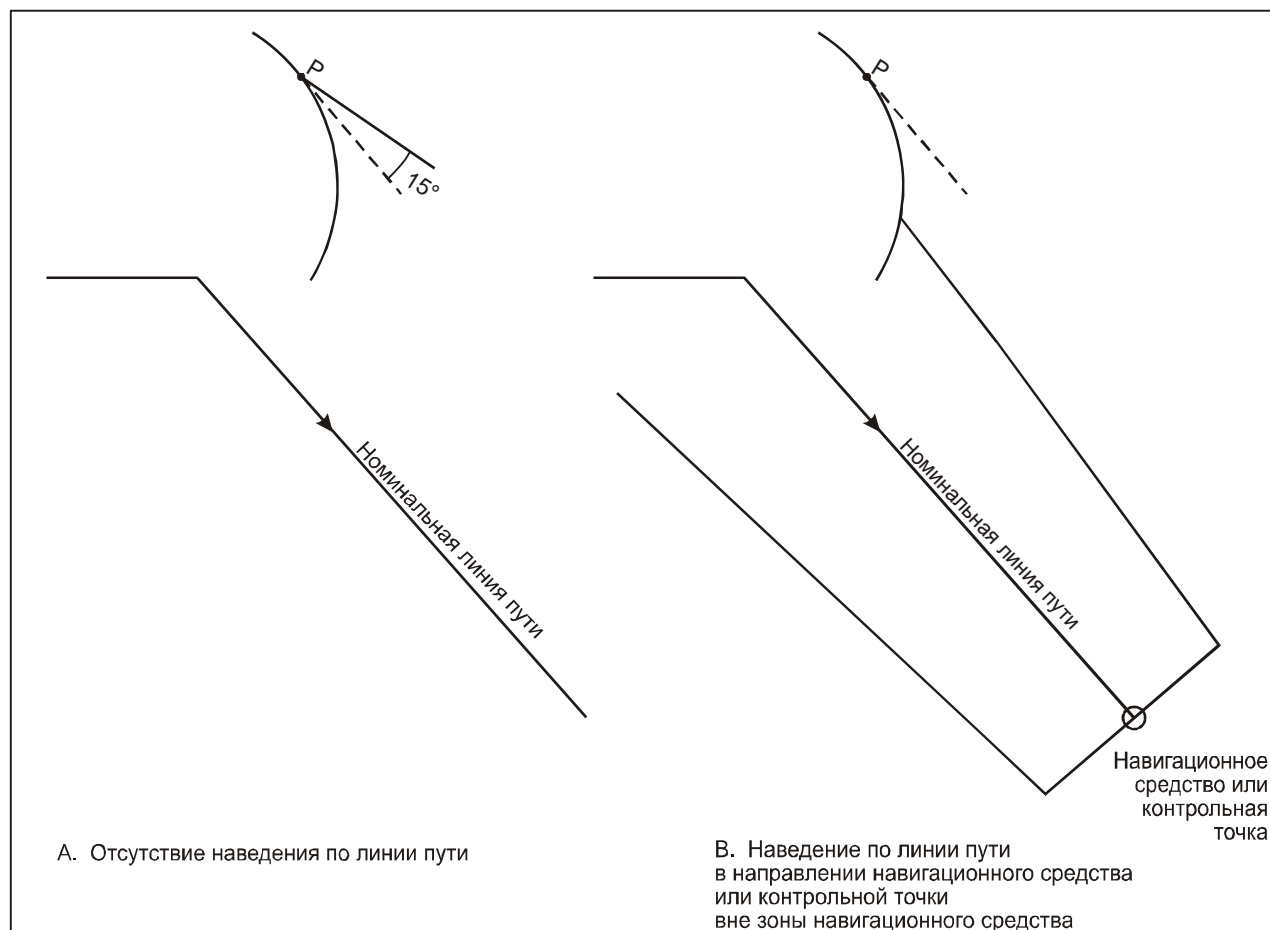 P
15°
Номинальная линия пути
A. Отсутствие наведения по линии пути
P
Номинальная линия пути
Навигационное
средство или
контрольная
точка
B. Наведение по линии пути
в направлении навигационного средства
или контрольной точки
вне зоны навигационного средства